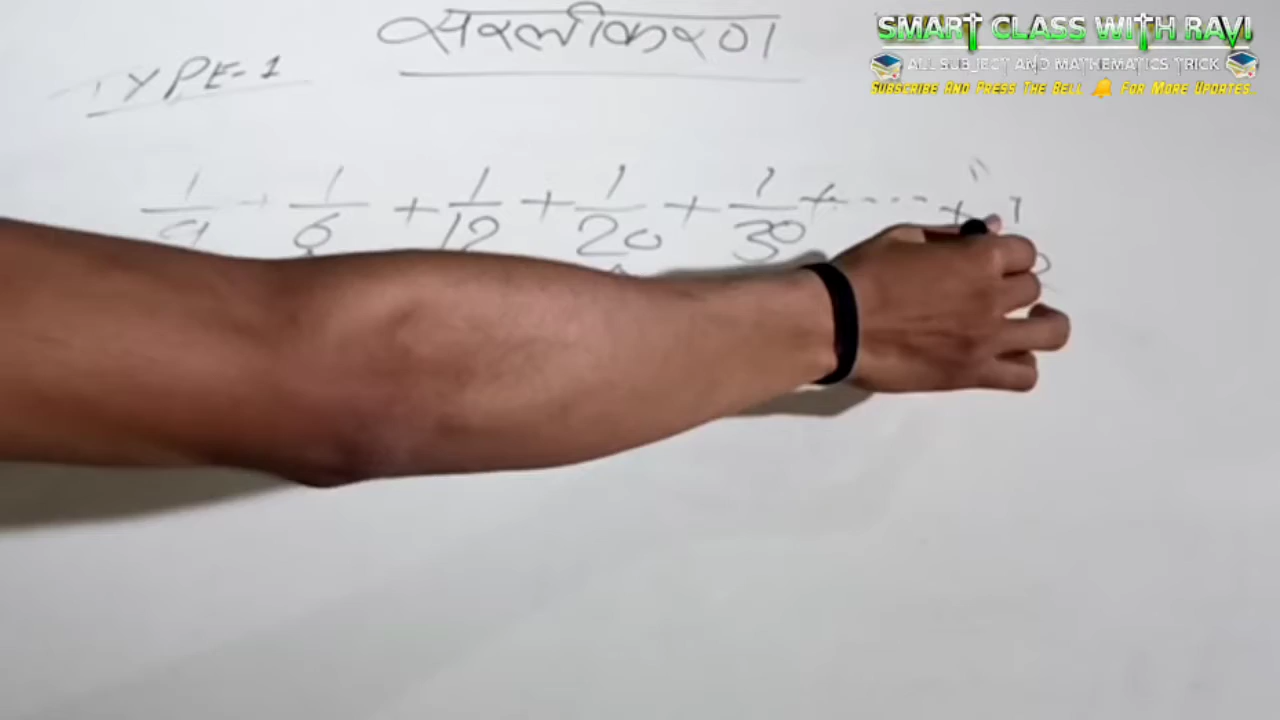 सरलीकरण
SMART CLASS WITH RAVI
ALL SUBJECT AND MATHEMATICS TRICK
SUBSCRIBE AND PRESS THE BELL 🔔 FOR MORE UPDATES..
TYPE-1
1/6 + 1/12 + 1/20 + 1/30 + ---- +